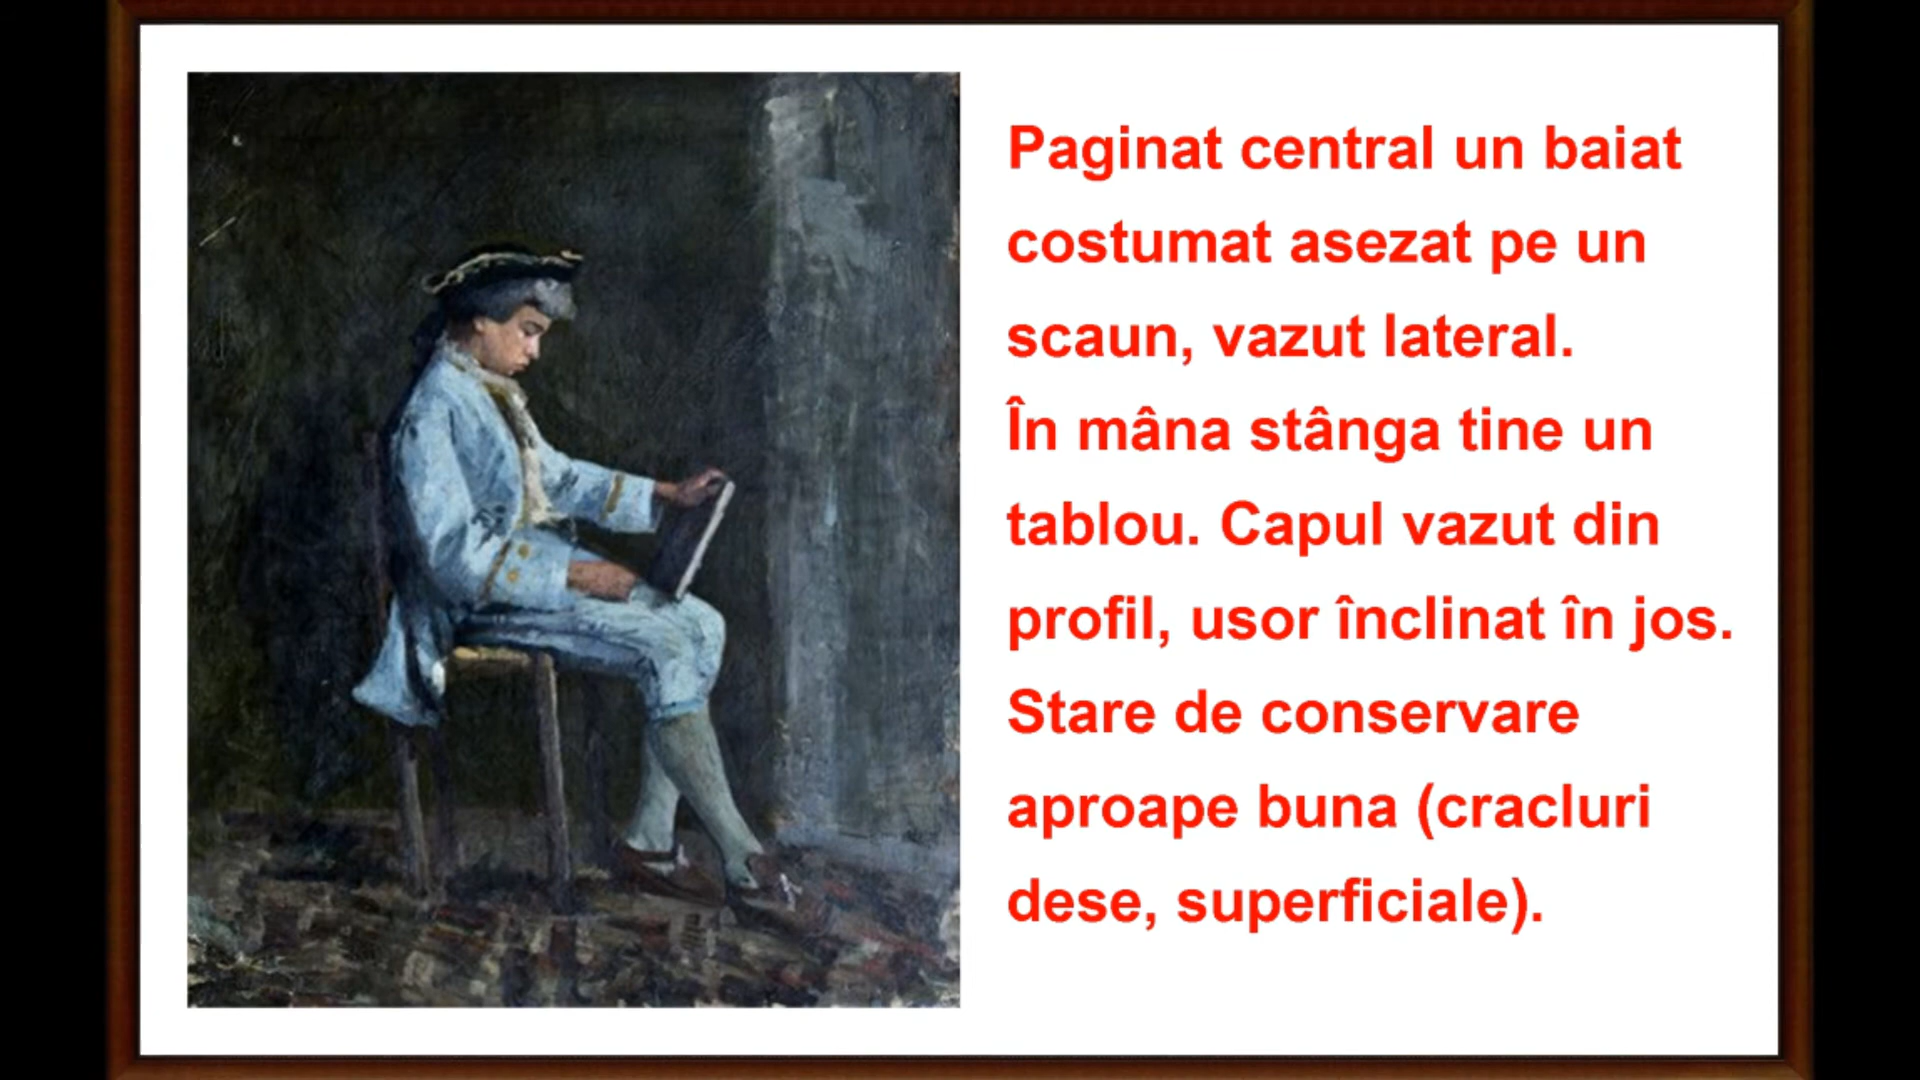 Paginat central un baiat
costumat asezat pe un
scaun, vazut lateral.
În mâna stânga tine un
tablou. Capul vazut din
profil, usor înclinat în jos.
Stare de conservare
aproape buna (cracluri
dese, superficiale).